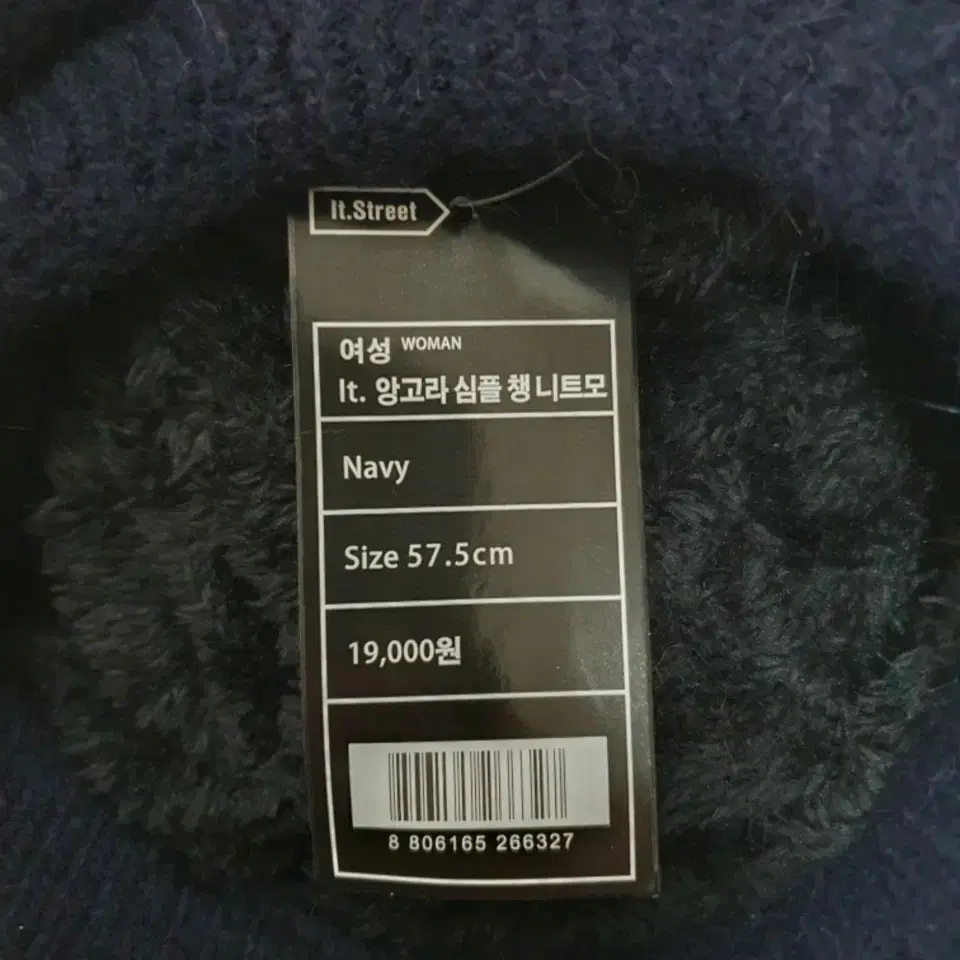 It.Street
여성 WOMAN
It. 앙고라 심플 챙 니트모
Navy
Size 57.5cm
19,000원
8 806165 266327